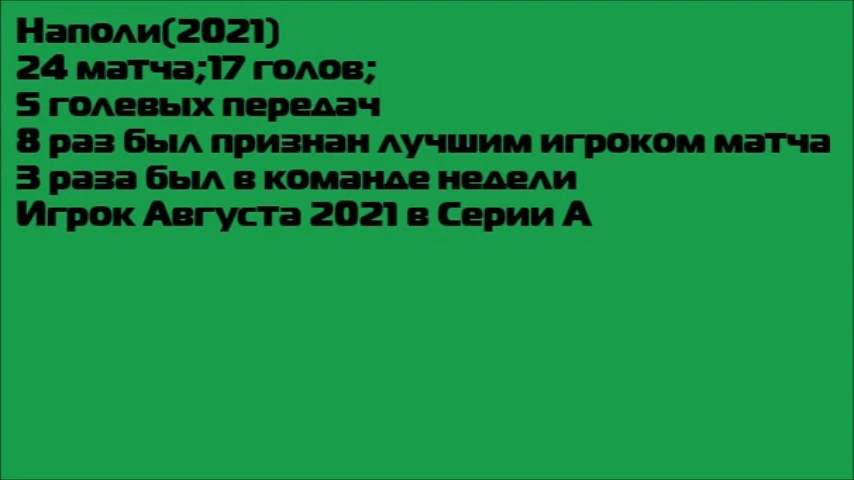 Наполи(2021)
24 матча;17 голов;
5 голевых передач
8 раз был признан лучшим игроком матча
3 раза был в команде недели
Игрок Августа 2021 в Серии А